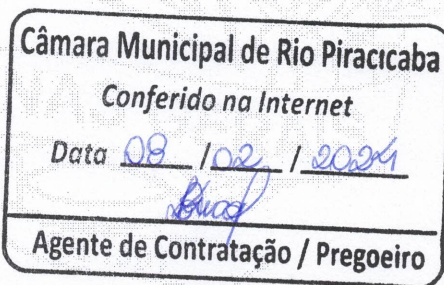 Câmara Municipal de Rio Piracicaba
Conferido na Internet
Data 08 / 02 / 2024
Agente de Contratação / Pregoeiro